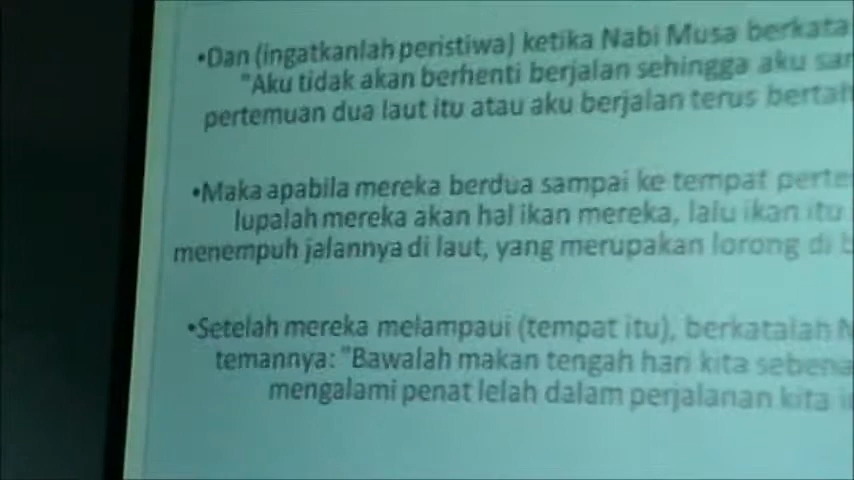 •Dan (ingatkanlah peristiwa) ketika Nabi Musa berkata
"Aku tidak akan berhenti berjalan sehingga aku
pertemuan dua laut itu atau aku berjalan terus
•Maka apabila mereka berdua sampai ke tempat
lupalah mereka akan hal ikan mereka, lalu ikan itu
menempuh jalannya di laut, yang merupakan lorong di
•Setelah mereka melampaui (tempat itu), berkatalah
temannya: "Bawalah makan tengah hari kita
mengalami penat lelah dalam perjalanan kita